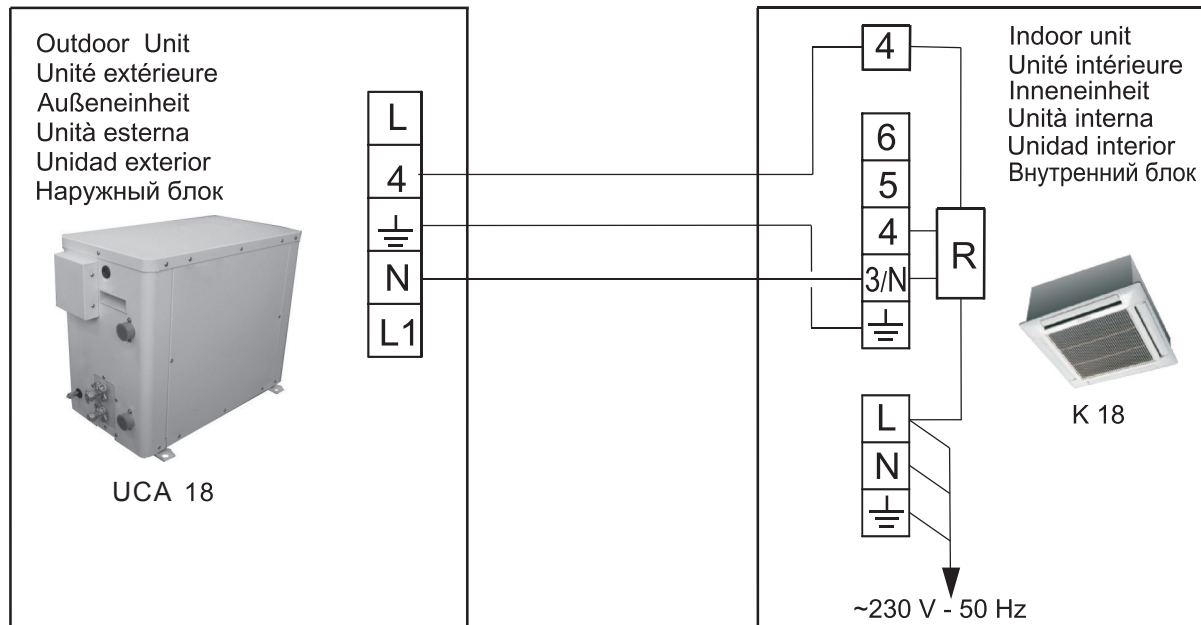 Outdoor Unit
Unité extérieure
Außeneinheit
Unità esterna
Unidad exterior
Наружный блок
UCA 18
L
4
N
L1
4
6
5
4
3/N
R
L
N
~230 V - 50 Hz
Indoor unit
Unité intérieure
Inneneinheit
Unità interna
Unidad interior
Внутренний блок
K 18